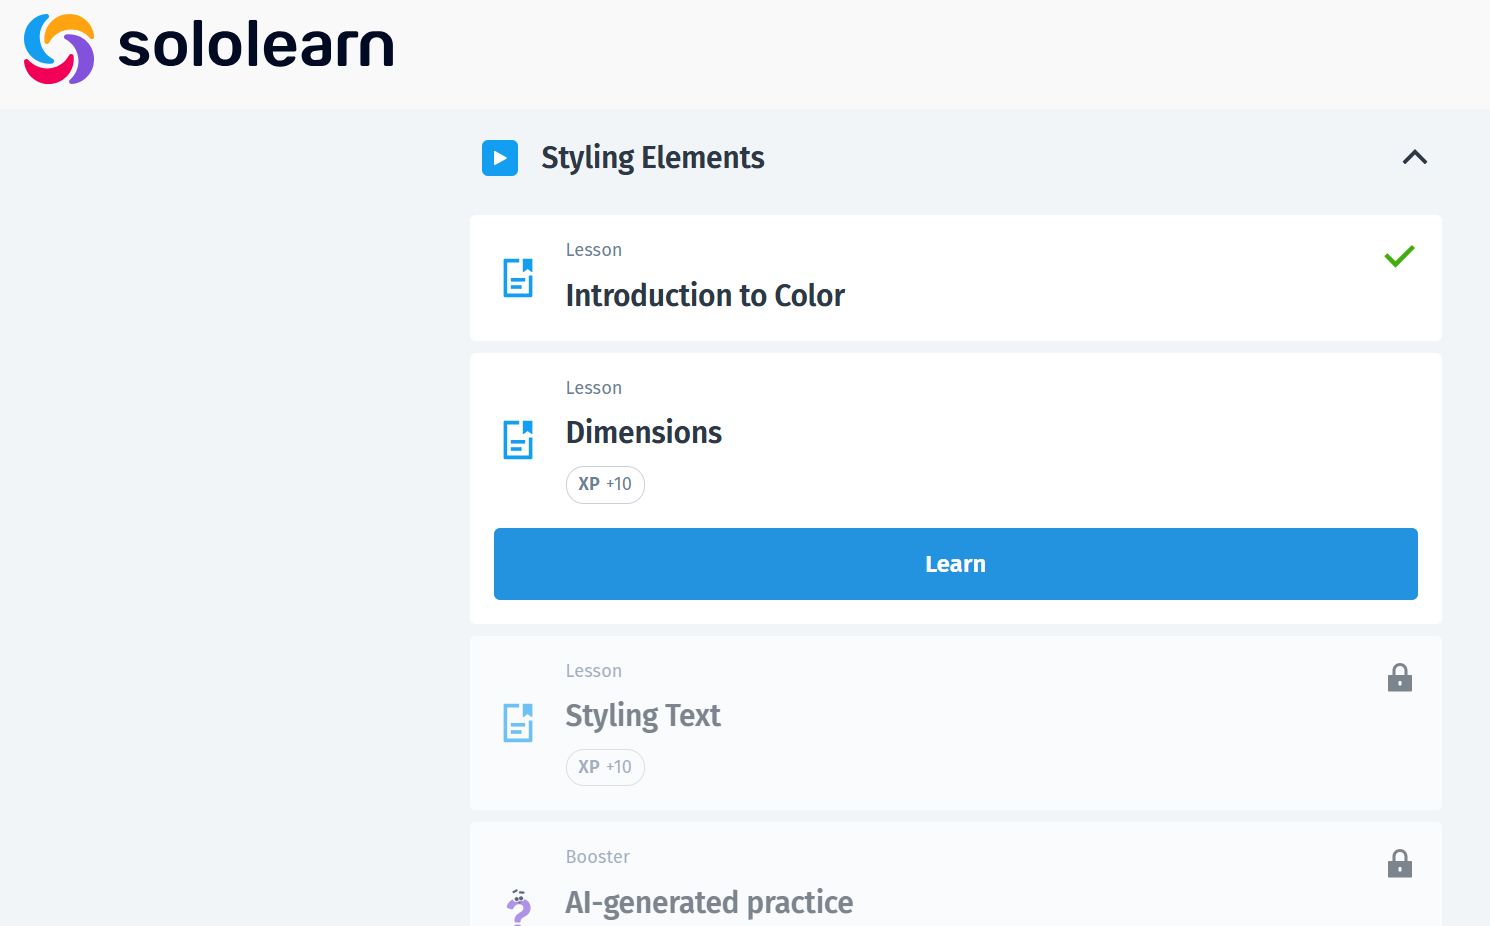 sololearn
Styling Elements
Lesson
Introduction to Color
Lesson
Dimensions
XP +10
Learn
Lesson
Styling Text
XP +10
Booster
AI-generated practice